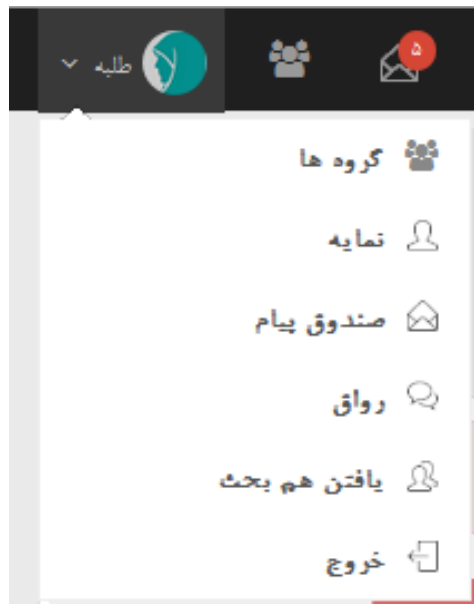 ۵
طلبه
گروه ها
نمایه
صندوق پیام
رواق
یافتن هم بحث
خروج